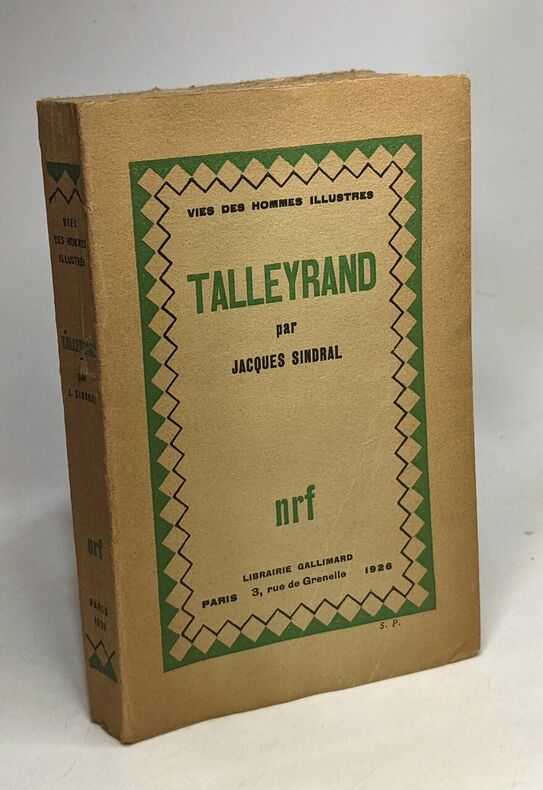 VIES DES HOMMES ILLUSTRES
TALLEYRAND
par
JACQUES SINDRAL
nrf
LIBRAIRIE GALLIMARD
PARIS 3, rue de Grenelle 1926
S. P.
VIES
DES HOMMES
ILLUSTRES
TALLEYRAND
par
J. SINDRAL
nrf
PARIS
1926